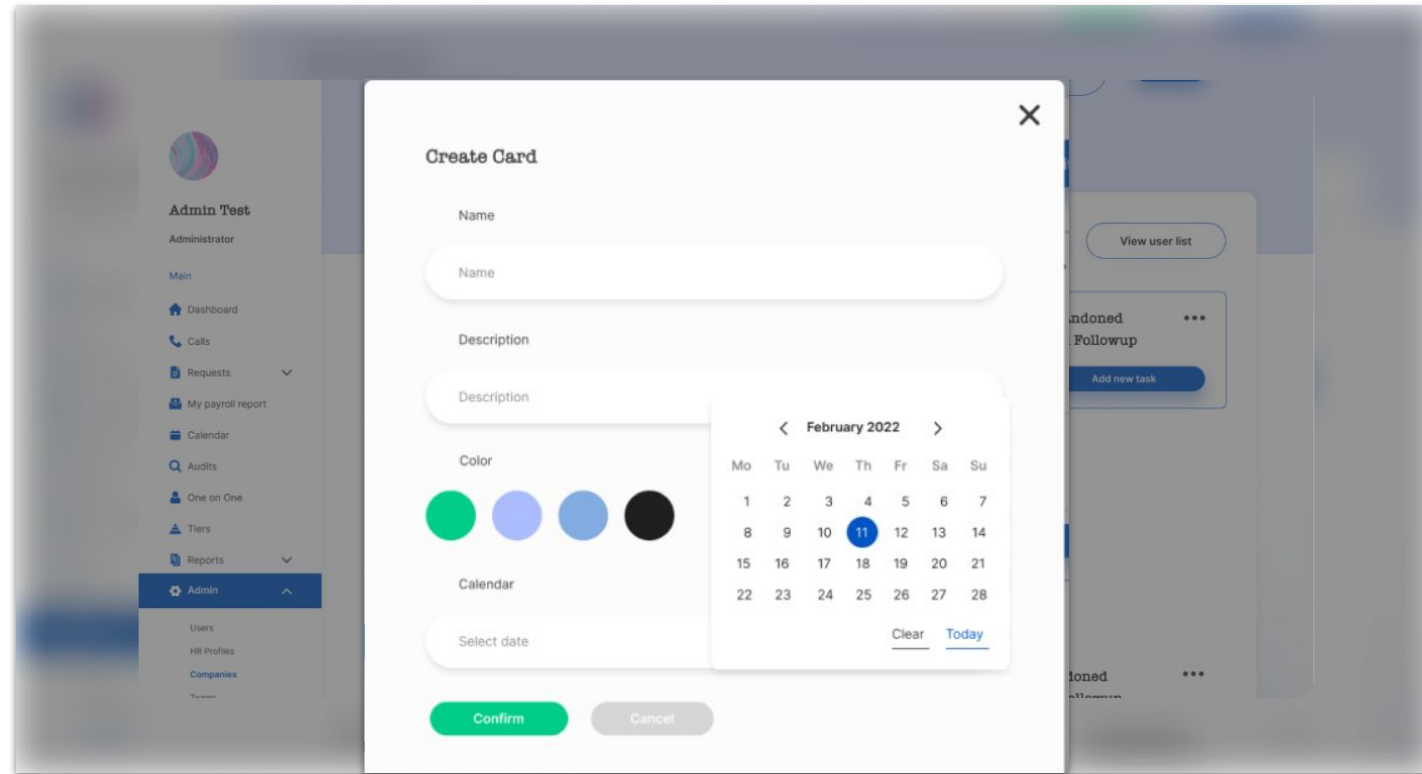 Admin Test
Administrator
Main
Dashboard
Calls
Requests
My payroll report
Calendar
Audits
One on One
Tiers
Reports
Admin
Users
HR Profiles
Companies
Create Card
Name
Name
Description
Description
Color
Calendar
Select date
Confirm Cancel
February 2022
Mo Tu We Th Fr Sa Su
1 2 3 4 5 6 7
8 9 10 11 12 13 14
15 16 17 18 19 20 21
22 23 24 25 26 27 28
Clear Today
View user list
ndoned
Followup
Add new task
doned